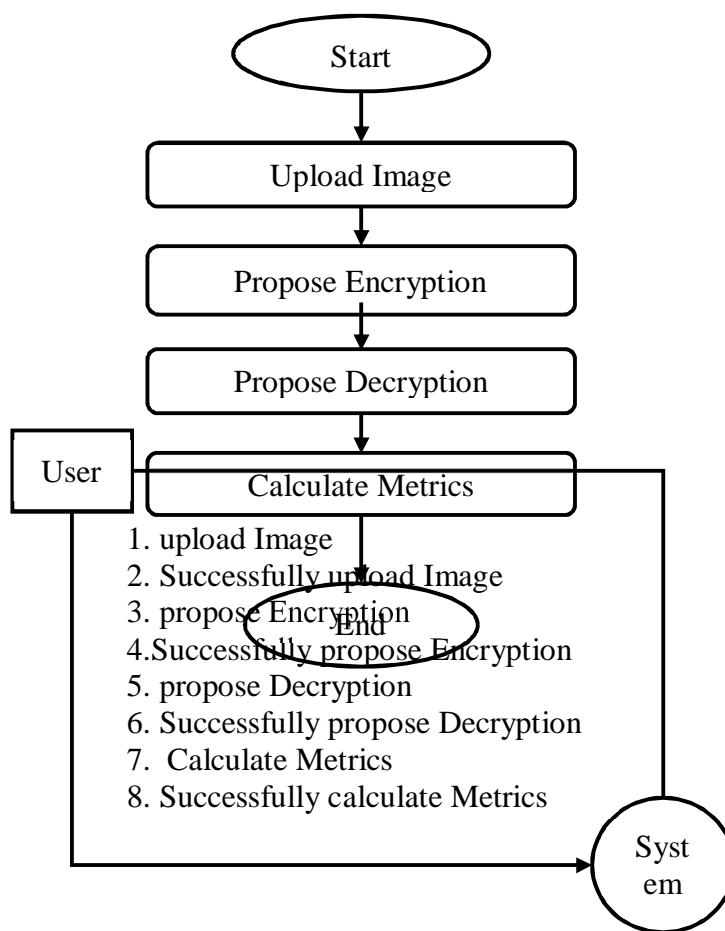 Start
Upload Image
Propose Encryption
Propose Decryption
User
Calculate Metrics
1. upload Image
2. Successfully upload Image
3. propose Encryption
End
4.Successfully propose Encryption
5. propose Decryption
6. Successfully propose Decryption
7.  Calculate Metrics
8. Successfully calculate Metrics
Syst
em